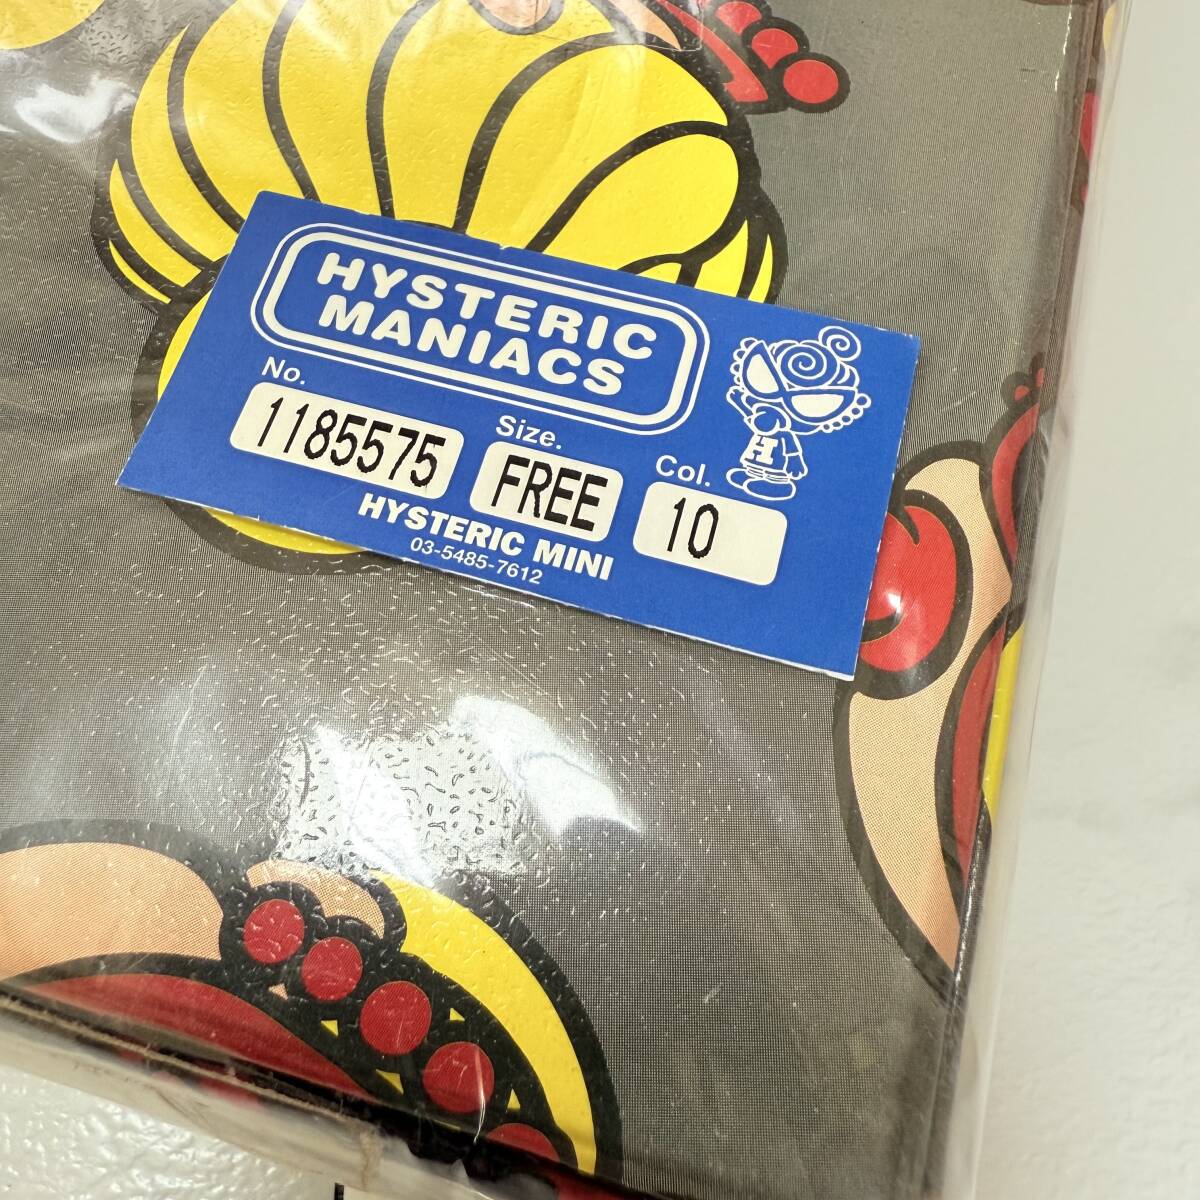 HYSTERIC
MANIACS
No.
1185575
Size.
FREE
Col.
10
H
HYSTERIC MINI
03-5485-7612